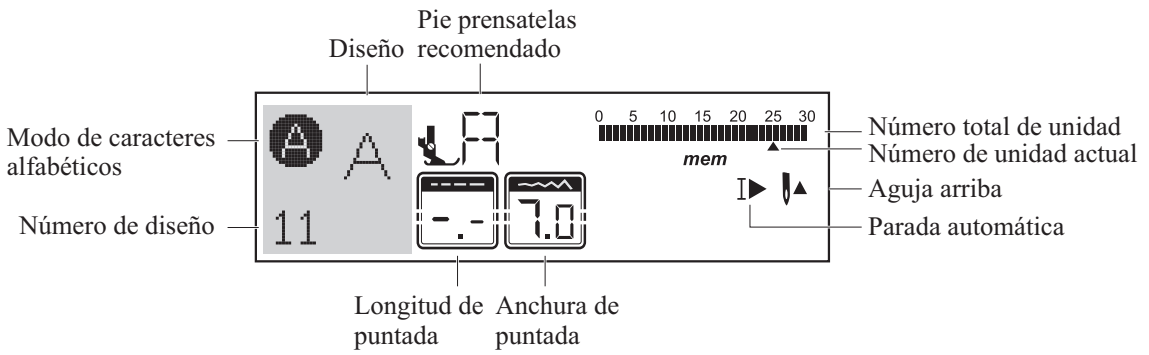 Pie prensatelas
Diseño recomendado
Modo de caracteres
alfabéticos
Número de diseño
A
A
11
A
-.-
7.0
0 5 10 15 20 25 30
mem
Número total de unidad
Número de unidad actual
Aguja arriba
Parada automática
Longitud de
puntada
Anchura de
puntada